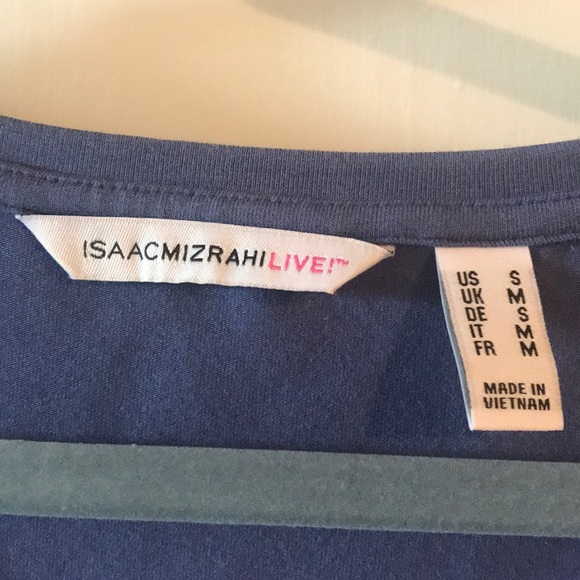 ISAACMIZRAHILIVE!™
US S
UK M
DE S
IT M
FR M
MADE IN
VIETNAM